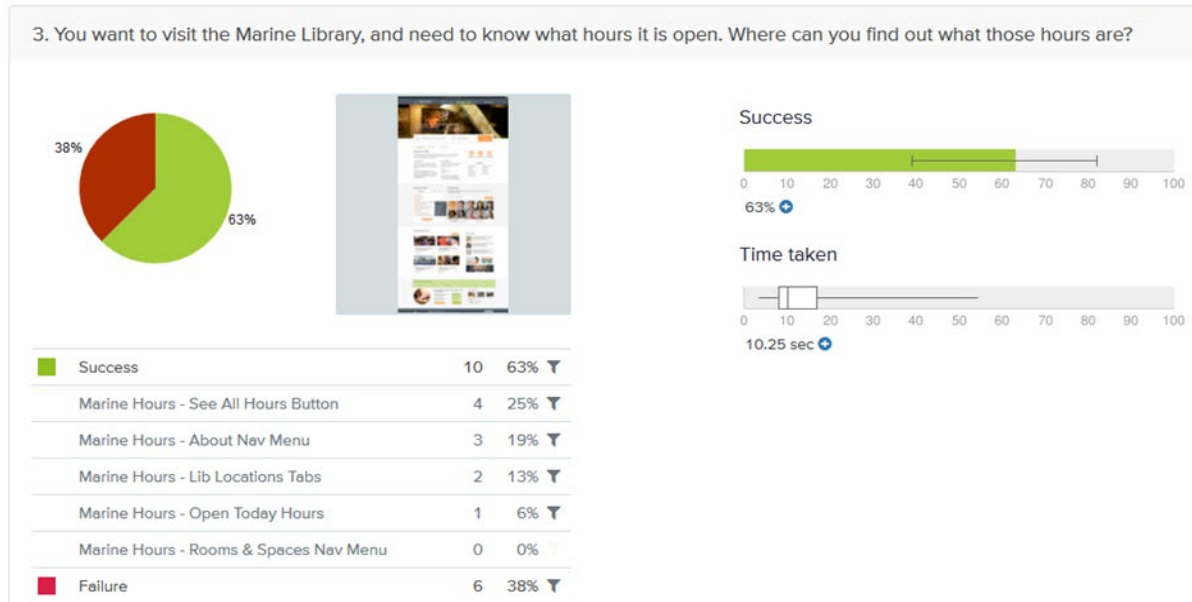 3. You want to visit the Marine Library, and need to know what hours it is open. Where can you find out what those hours are?
38%
63%
Success 10 63%
Marine Hours - See All Hours Button 4 25%
Marine Hours - About Nav Menu 3 19%
Marine Hours - Lib Locations Tabs 2 13%
Marine Hours - Open Today Hours 1 6%
Marine Hours - Rooms & Spaces Nav Menu 0 0%
Failure 6 38%
Success
0 10 20 30 40 50 60 70 80 90 100
63%
Time taken
0 10 20 30 40 50 60 70 80 90 100
10.25 sec